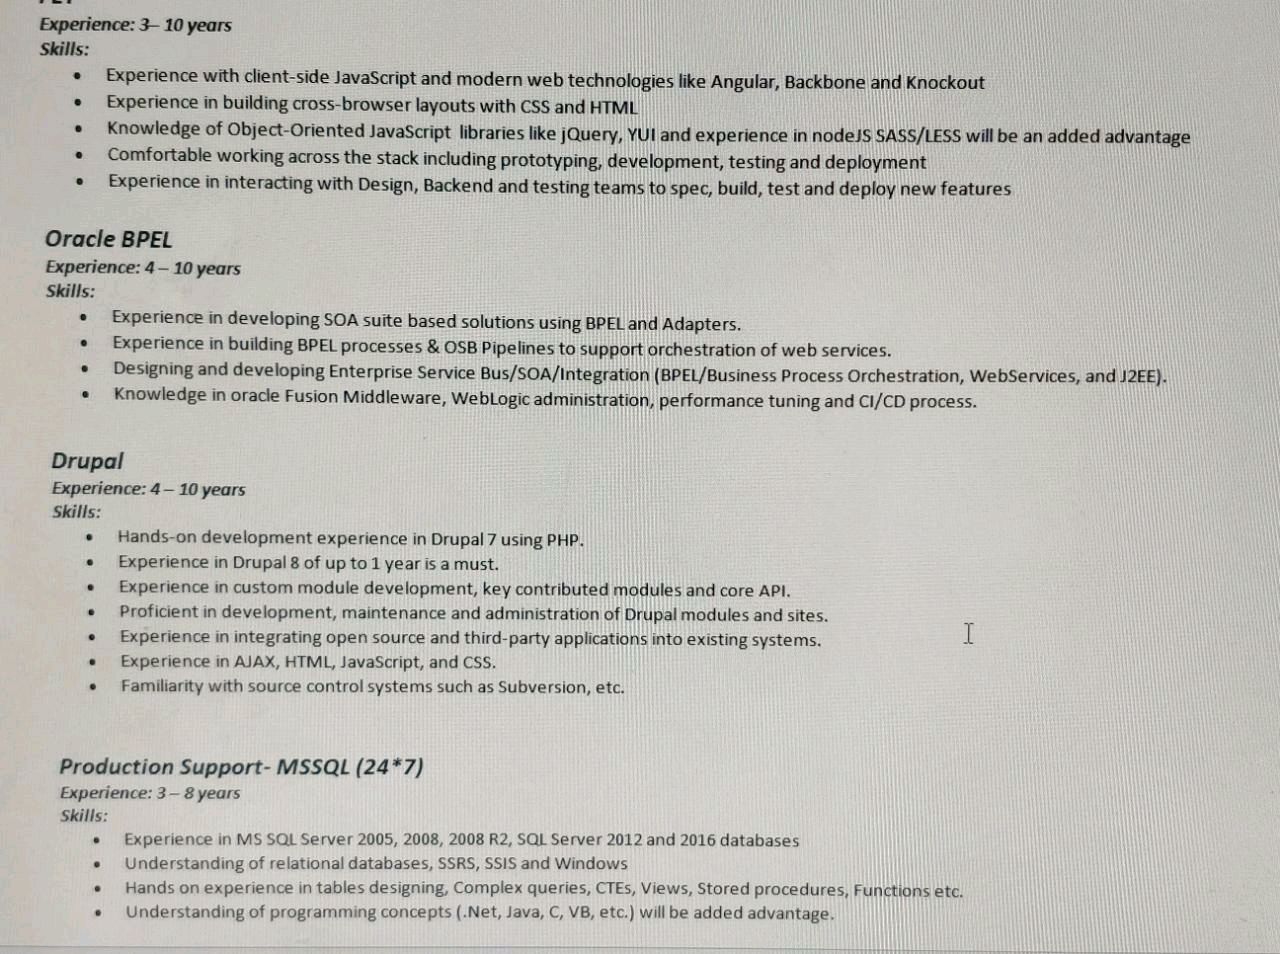 Experience: 3– 10 years
Skills:
• Experience with client-side JavaScript and modern web technologies like Angular, Backbone and Knockout
• Experience in building cross-browser layouts with CSS and HTML
• Knowledge of Object-Oriented JavaScript libraries like jQuery, YUI and experience in nodeJS SASS/LESS will be an added advantage
• Comfortable working across the stack including prototyping, development, testing and deployment
• Experience in interacting with Design, Backend and testing teams to spec, build, test and deploy new features
Oracle BPEL
Experience: 4 – 10 years
Skills:
• Experience in developing SOA suite based solutions using BPEL and Adapters.
• Experience in building BPEL processes & OSB Pipelines to support orchestration of web services.
• Designing and developing Enterprise Service Bus/SOA/Integration (BPEL/Business Process Orchestration, WebServices, and J2EE).
• Knowledge in oracle Fusion Middleware, WebLogic administration, performance tuning and CI/CD process.
Drupal
Experience: 4 – 10 years
Skills:
• Hands-on development experience in Drupal 7 using PHP.
• Experience in Drupal 8 of up to 1 year is a must.
• Experience in custom module development, key contributed modules and core API.
• Proficient in development, maintenance and administration of Drupal modules and sites.
• Experience in integrating open source and third-party applications into existing systems.
• Experience in AJAX, HTML, JavaScript, and CSS.
• Familiarity with source control systems such as Subversion, etc.
Production Support- MSSQL (24*7)
Experience: 3 – 8 years
Skills:
• Experience in MS SQL Server 2005, 2008, 2008 R2, SQL Server 2012 and 2016 databases
• Understanding of relational databases, SSRS, SSIS and Windows
• Hands on experience in tables designing, Complex queries, CTEs, Views, Stored procedures, Functions etc.
• Understanding of programming concepts (.Net, Java, C, VB, etc.) will be added advantage.